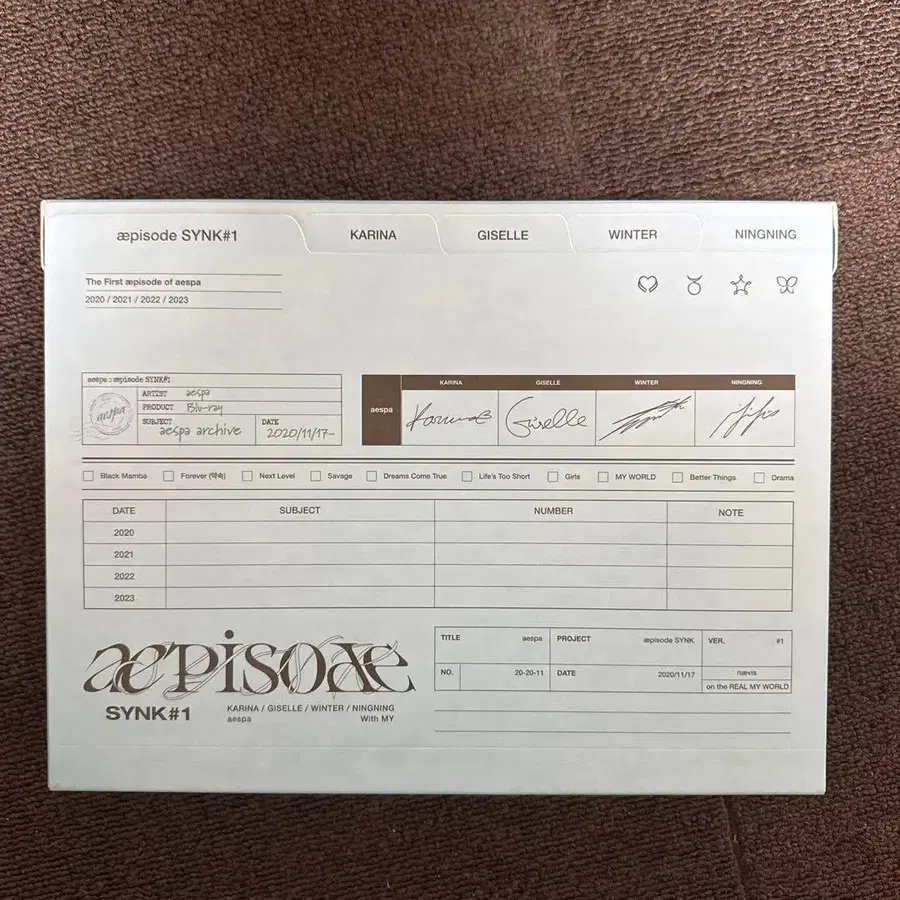 æpisode SYNK#1 KARINA GISELLE WINTER NINGNING
The First æpisode of aespa
2020 / 2021 / 2022 / 2023
aespa : æpisode SYNK#1
ARTIST aespa
PRODUCT Blu-ray
SUBJECT aespa archive
DATE 2020/11/17-
aespa
KARINA GISELLE WINTER NINGNING
aespa
Karina Giselle
Black Mamba Forever (약속) Next Level Savage Dreams Come True Life's Too Short Girls MY WORLD Better Things Drama
DATE SUBJECT NUMBER NOTE
2020
2021
2022
2023
æpisode
SYNK#1
KARINA / GISELLE / WINTER / NINGNING
aespa With MY
TITLE aespa PROJECT æpisode SYNK VER. #1
NO. 20-20-11 DATE 2020/11/17 nævis
on the REAL MY WORLD